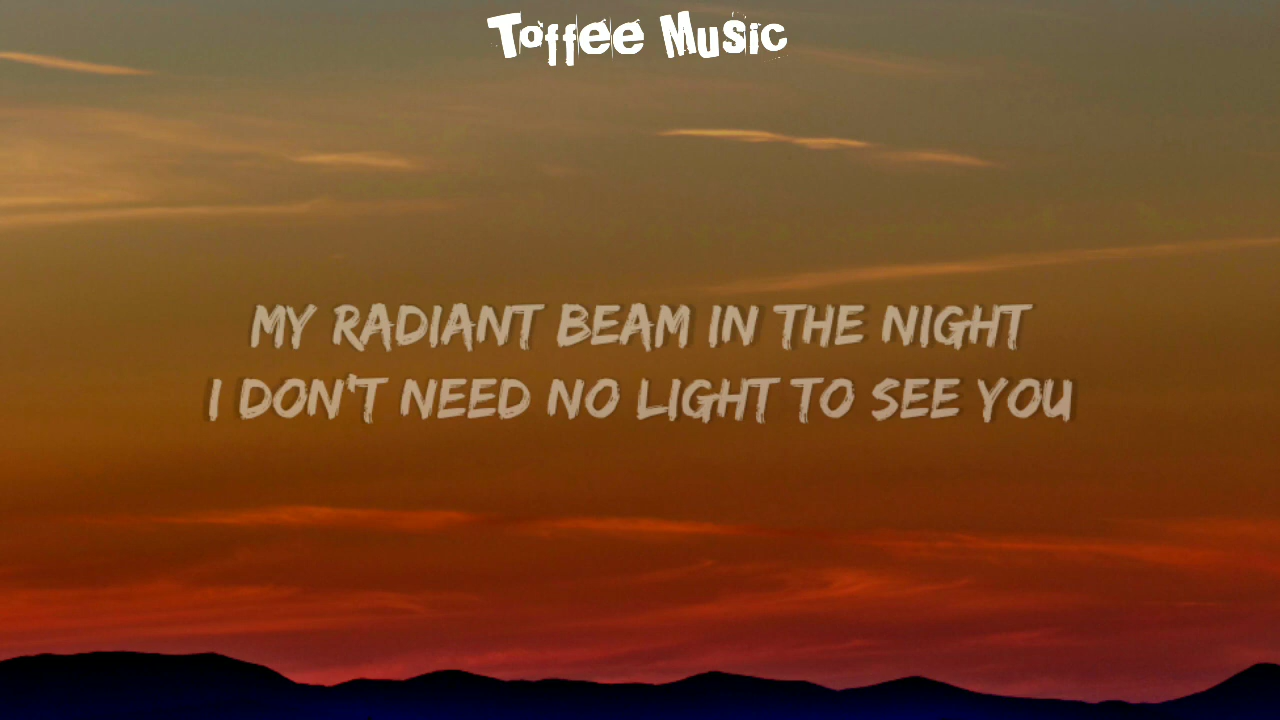 Toffee Music
MY RADIANT BEAM IN THE NIGHT
I DON'T NEED NO LIGHT TO SEE YOU